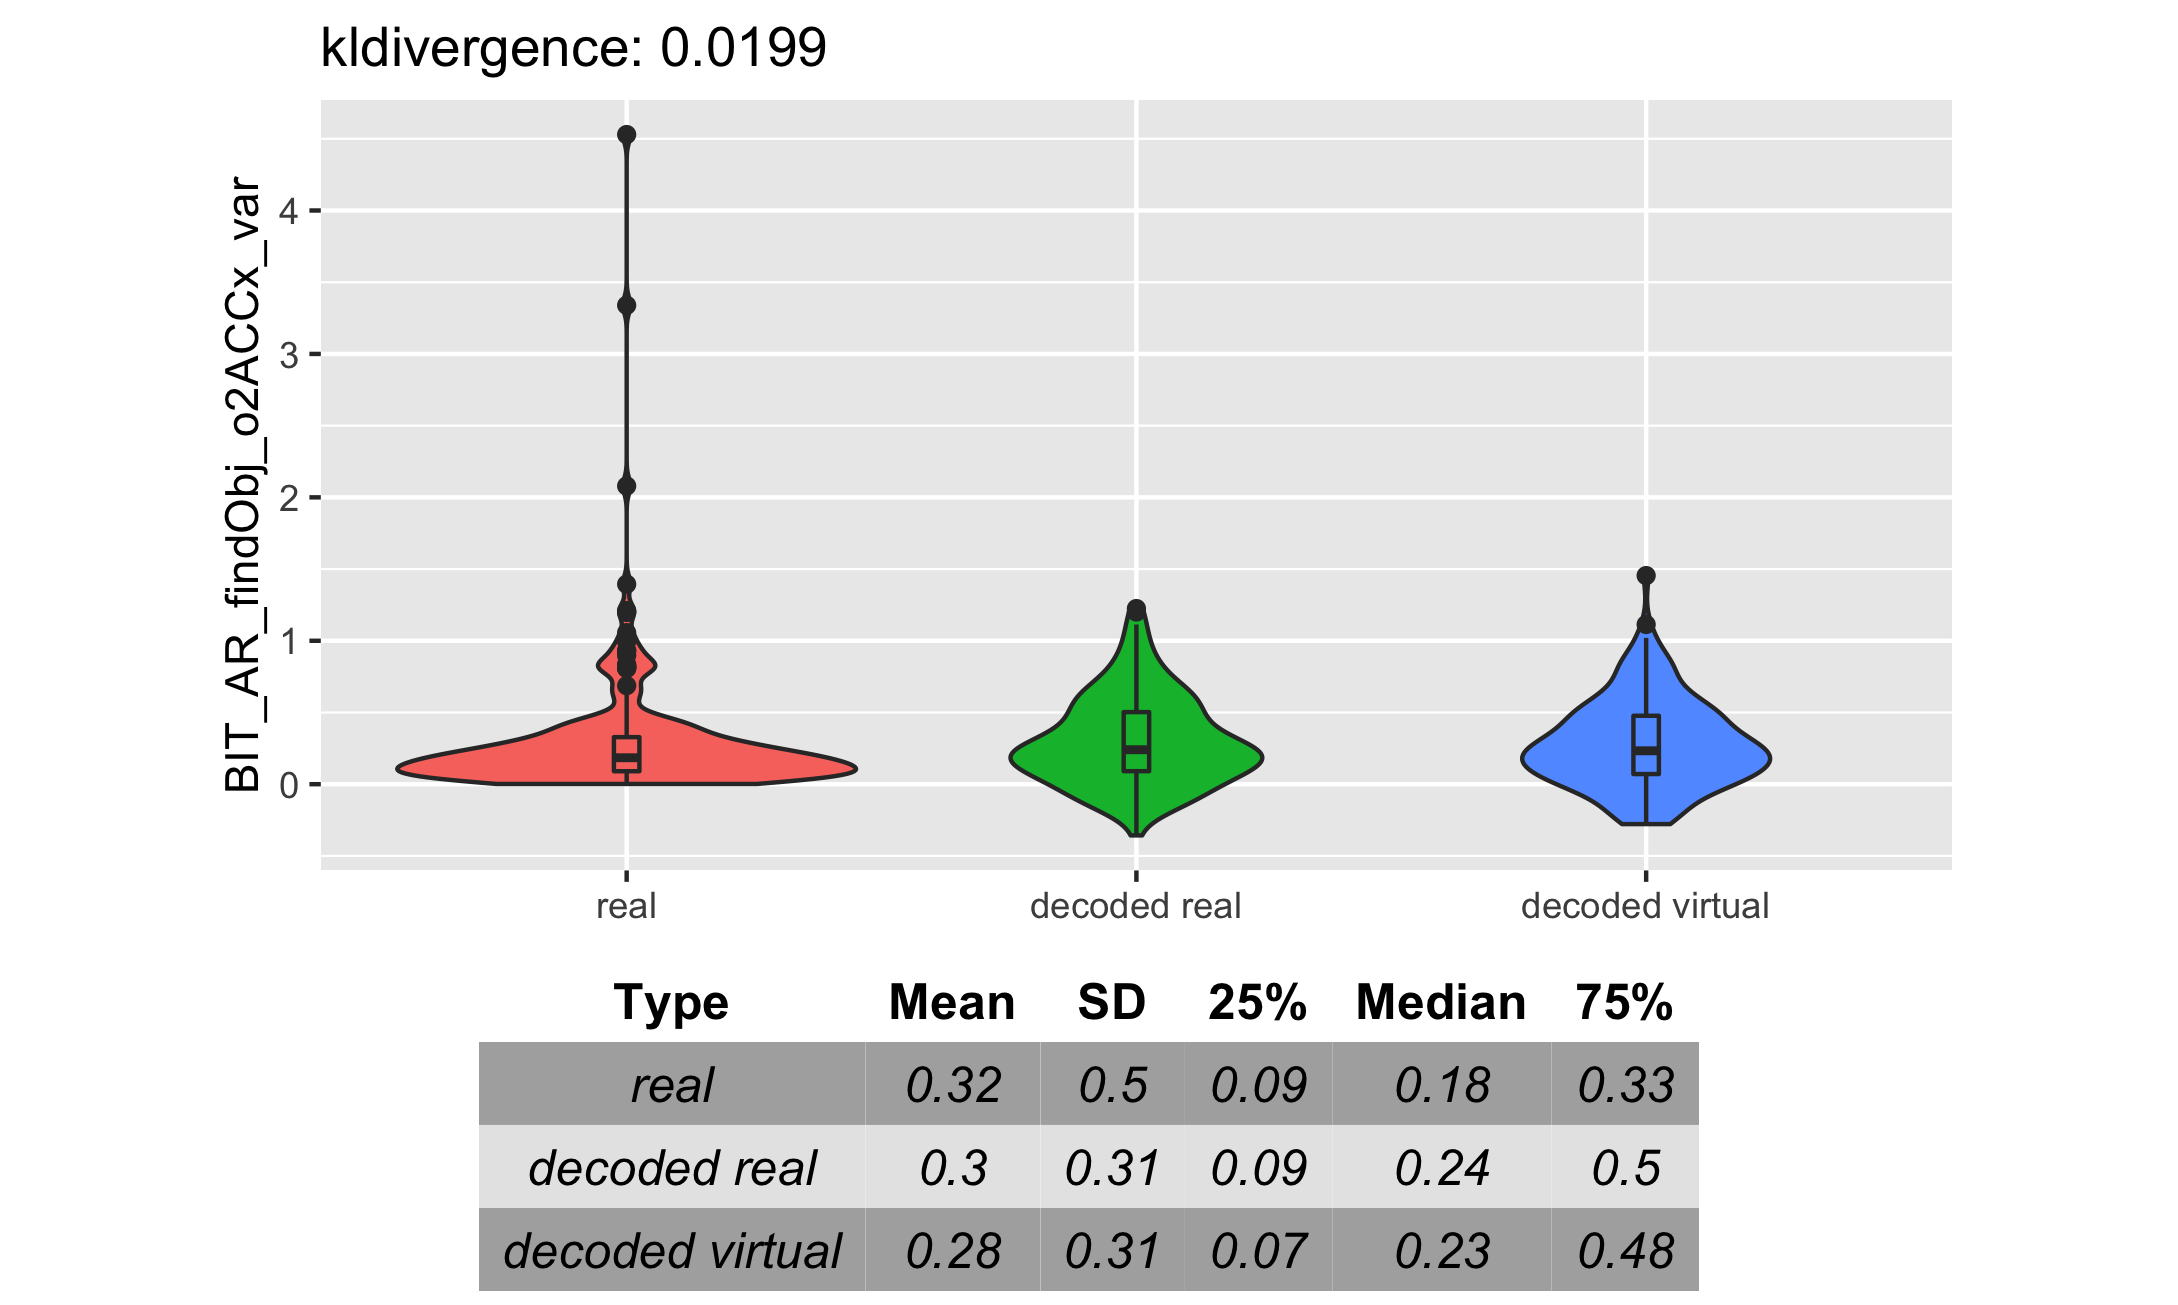 kldivergence: 0.0199
BIT_AR_findObj_o2ACCx_var
4
3
2
1
0
real decoded real decoded virtual
Type Mean SD 25% Median 75%
real 0.32 0.5 0.09 0.18 0.33
decoded real 0.3 0.31 0.09 0.24 0.5
decoded virtual 0.28 0.31 0.07 0.23 0.48